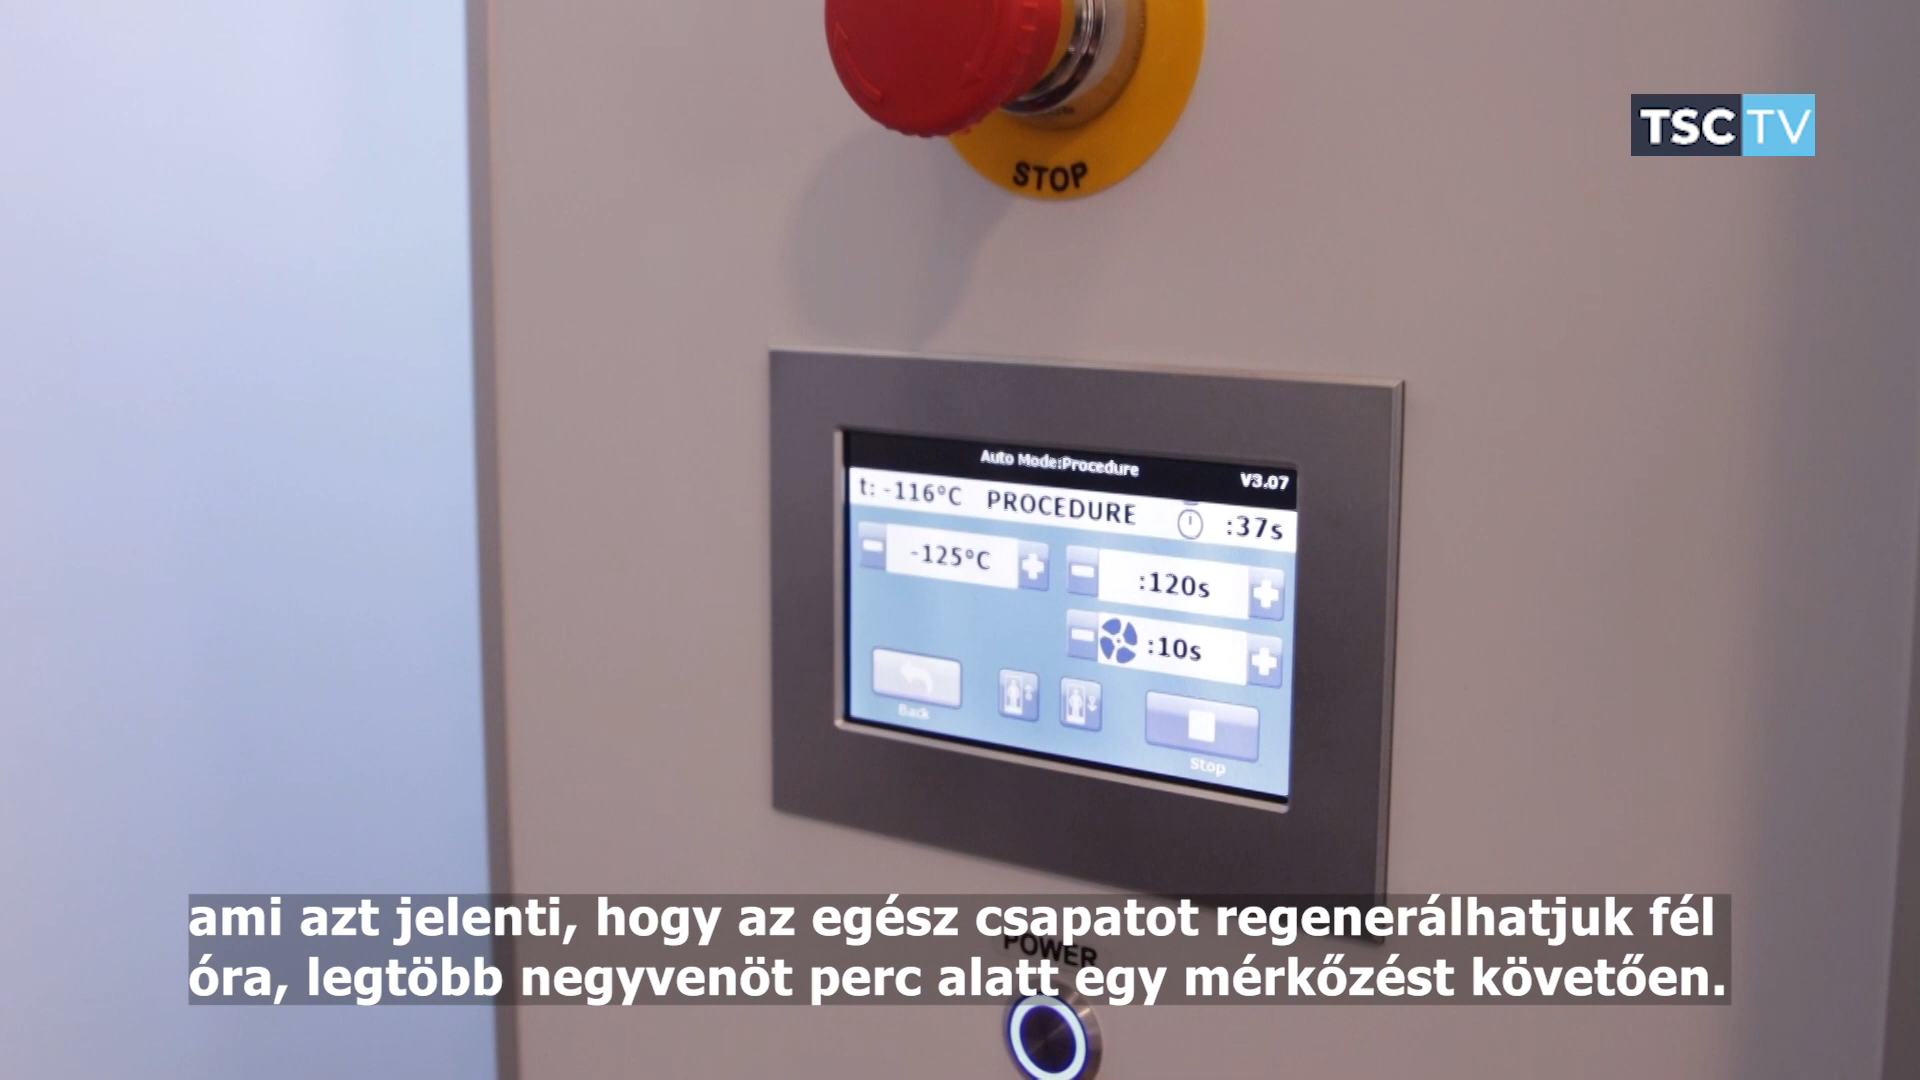 TSC TV
STOP
Auto Mode:Procedure
V3.07
t: -116°C PROCEDURE :37s
-125°C
:120s
:10s
Back
Stop
POWER
ami azt jelenti, hogy az egész csapatot regenerálhatjuk fél
óra, legtöbb negyvenöt perc alatt egy mérkőzést követően.